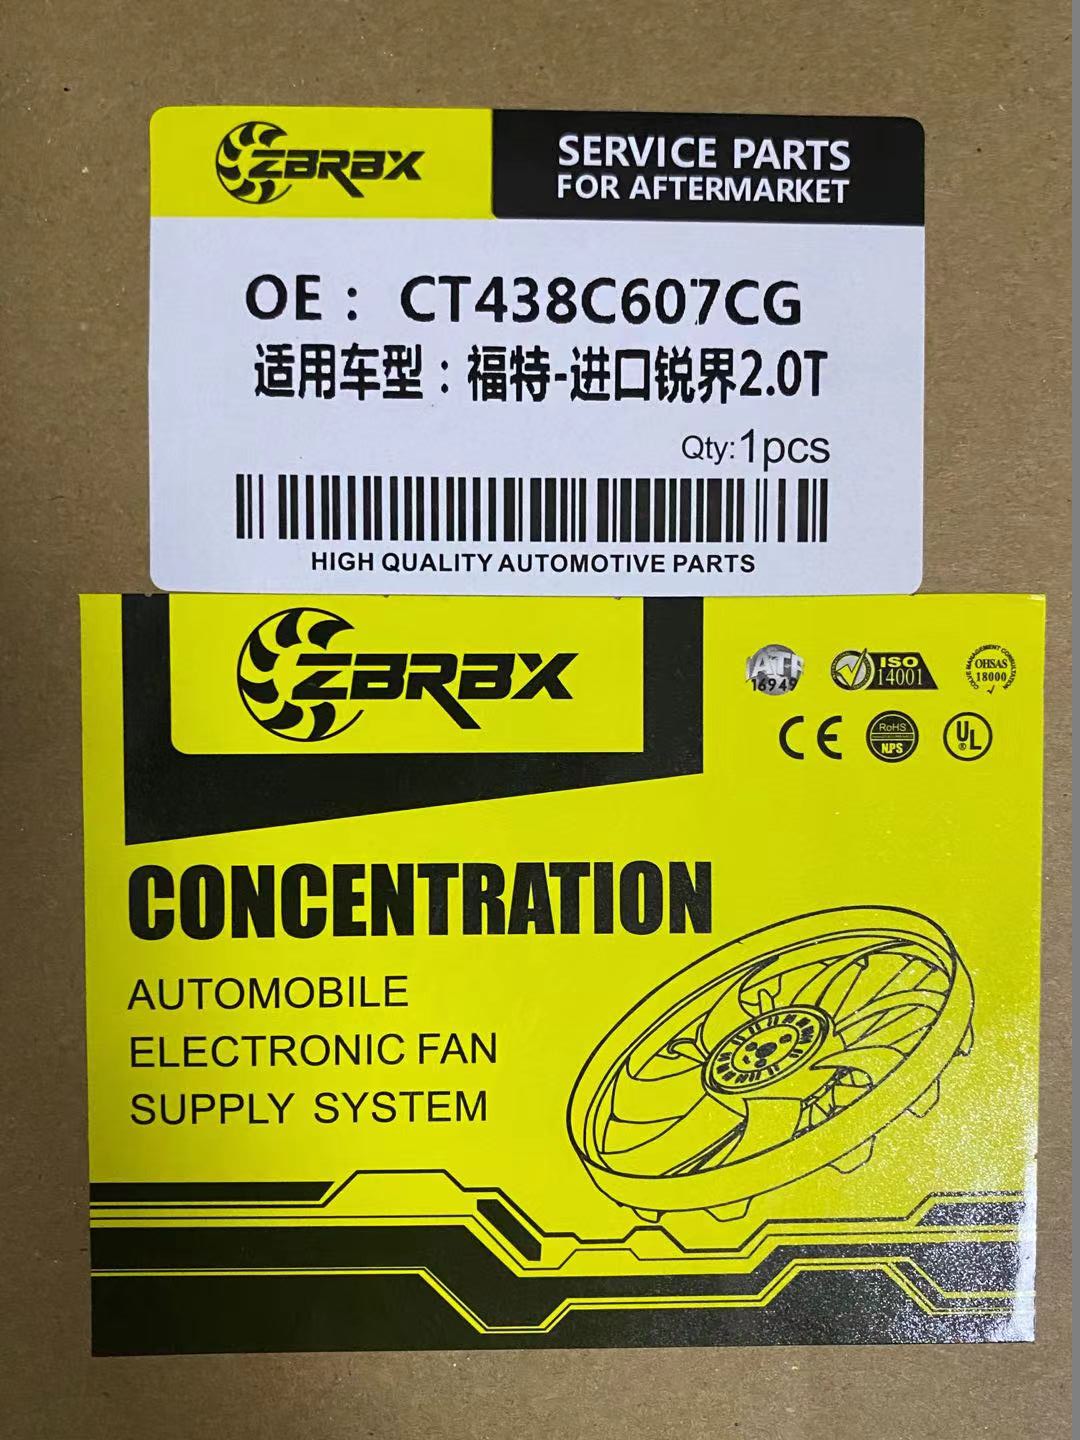 ZBRBX
SERVICE PARTS
FOR AFTERMARKET
OE： CT438C607CG
适用车型：福特-进口锐界2.0T
Qty:1pcs
HIGH QUALITY AUTOMOTIVE PARTS
ZBRBX
IATF
16949
ISO
14001
OHSAS
18000
CE
RoHS
NPS
UL
CONCENTRATION
AUTOMOBILE
ELECTRONIC FAN
SUPPLY SYSTEM